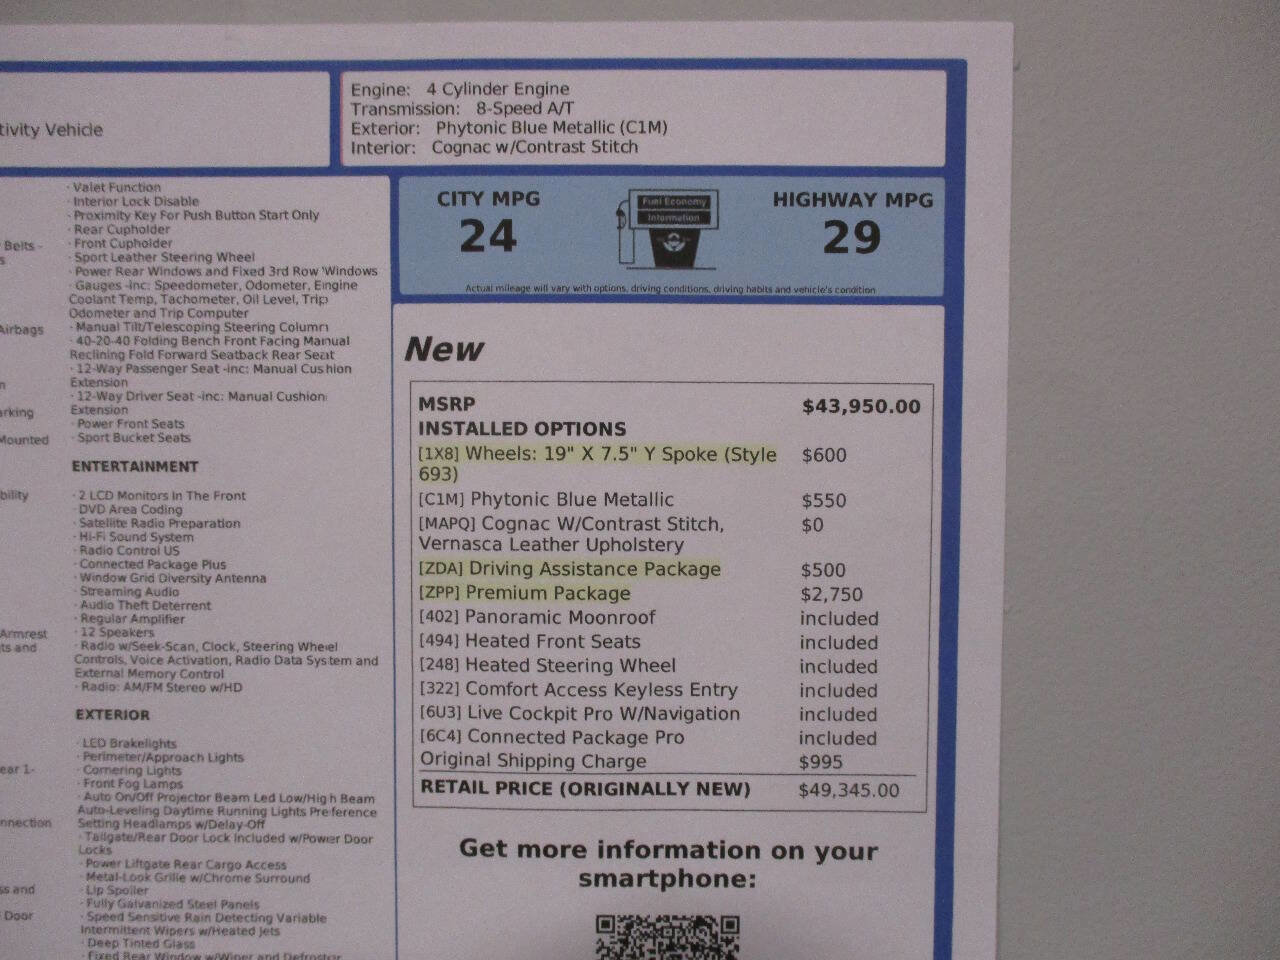 tivity Vehicle
Engine: 4 Cylinder Engine
Transmission: 8-Speed A/T
Exterior: Phytonic Blue Metallic (C1M)
Interior: Cognac w/Contrast Stitch
Belts -
s
Airbags
n
arking
Mounted
bility
Armrest
ts and
ear 1-
nnection
ss and
Door
· Valet Function
· Interior Lock Disable
· Proximity Key For Push Button Start Only
· Rear Cupholder
· Front Cupholder
· Sport Leather Steering Wheel
· Power Rear Windows and Fixed 3rd Row Windows
· Gauges -inc: Speedometer, Odometer, Engine
Coolant Temp, Tachometer, Oil Level, Trip
Odometer and Trip Computer
· Manual Tilt/Telescoping Steering Column
· 40-20-40 Folding Bench Front Facing Manual
Reclining Fold Forward Seatback Rear Seat
· 12-Way Passenger Seat -inc: Manual Cushion
Extension
· 12-Way Driver Seat -inc: Manual Cushion
Extension
· Power Front Seats
· Sport Bucket Seats
ENTERTAINMENT
· 2 LCD Monitors In The Front
· DVD Area Coding
· Satellite Radio Preparation
· Hi-Fi Sound System
· Radio Control US
· Connected Package Plus
· Window Grid Diversity Antenna
· Streaming Audio
· Audio Theft Deterrent
· Regular Amplifier
· 12 Speakers
· Radio w/Seek-Scan, Clock, Steering Wheel
Controls, Voice Activation, Radio Data System and
External Memory Control
· Radio: AM/FM Stereo w/HD
EXTERIOR
· LED Brakelights
· Perimeter/Approach Lights
· Cornering Lights
· Front Fog Lamps
· Auto On/Off Projector Beam Led Low/High Beam
Auto-Leveling Daytime Running Lights Preference
Setting Headlamps w/Delay-Off
· Tailgate/Rear Door Lock Included w/Power Door
Locks
· Power Liftgate Rear Cargo Access
· Metal-Look Grille w/Chrome Surround
· Lip Spoiler
· Fully Galvanized Steel Panels
· Speed Sensitive Rain Detecting Variable
Intermittent Wipers w/Heated Jets
· Deep Tinted Glass
· Fixed Rear Window w/Wiper and Defroster
CITY MPG
24
Fuel Economy
Information
HIGHWAY MPG
29
Actual mileage will vary with options, driving conditions, driving habits and vehicle's condition
New
MSRP $43,950.00
INSTALLED OPTIONS
[1X8] Wheels: 19" X 7.5" Y Spoke (Style $600
693)
[C1M] Phytonic Blue Metallic $550
[MAPQ] Cognac W/Contrast Stitch, $0
Vernasca Leather Upholstery
[ZDA] Driving Assistance Package $500
[ZPP] Premium Package $2,750
[402] Panoramic Moonroof included
[494] Heated Front Seats included
[248] Heated Steering Wheel included
[322] Comfort Access Keyless Entry included
[6U3] Live Cockpit Pro W/Navigation included
[6C4] Connected Package Pro included
Original Shipping Charge $995
RETAIL PRICE (ORIGINALLY NEW) $49,345.00
Get more information on your
smartphone: